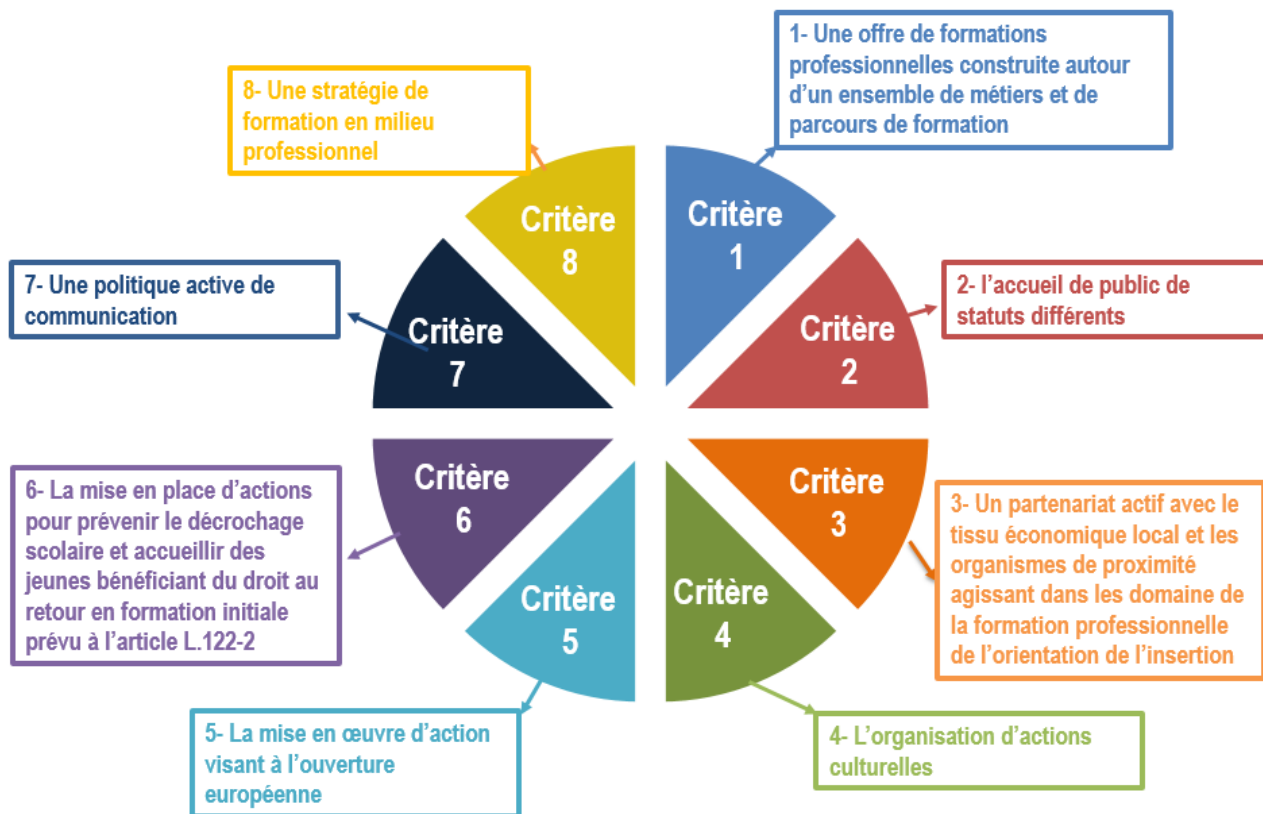 1- Une offre de formations
professionnelles construite autour
d’un ensemble de métiers et de
parcours de formation
8- Une stratégie de
formation en milieu
professionnel
Critère
8
Critère
1
7- Une politique active de
communication
2- l’accueil de public de
statuts différents
Critère
7
Critère
2
6- La mise en place d’actions
pour prévenir le décrochage
scolaire et accueillir des
jeunes bénéficiant du droit au
retour en formation initiale
prévu à l’article L.122-2
Critère
6
Critère
3
3- Un partenariat actif avec le
tissu économique local et les
organismes de proximité
agissant dans les domaine de
la formation professionnelle
de l’orientation de l’insertion
Critère
5
Critère
4
5- La mise en œuvre d’action
visant à l’ouverture
européenne
4- L’organisation d’actions
culturelles